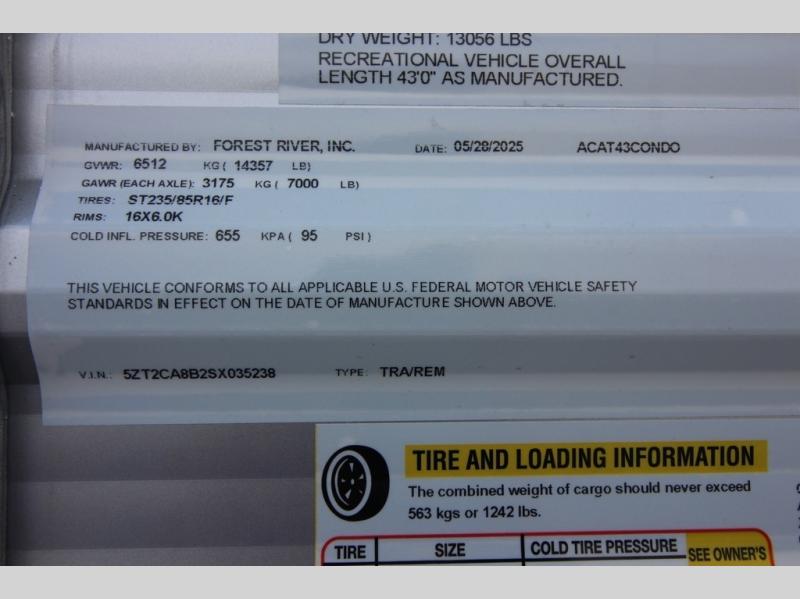 DRY WEIGHT: 13056 LBS
RECREATIONAL VEHICLE OVERALL
LENGTH 43'0" AS MANUFACTURED.
MANUFACTURED BY: FOREST RIVER, INC. DATE: 05/28/2025 ACAT43CONDO
GVWR: 6512 KG ( 14357 LB)
GAWR (EACH AXLE): 3175 KG ( 7000 LB)
TIRES: ST235/85R16/F
RIMS: 16X6.0K
COLD INFL. PRESSURE: 655 KPA ( 95 PSI )
THIS VEHICLE CONFORMS TO ALL APPLICABLE U.S. FEDERAL MOTOR VEHICLE SAFETY
STANDARDS IN EFFECT ON THE DATE OF MANUFACTURE SHOWN ABOVE.
V.I.N.: 5ZT2CA8B2SX035238 TYPE: TRA/REM
TIRE AND LOADING INFORMATION
The combined weight of cargo should never exceed
563 kgs or 1242 lbs.
TIRE SIZE COLD TIRE PRESSURE SEE OWNER'S